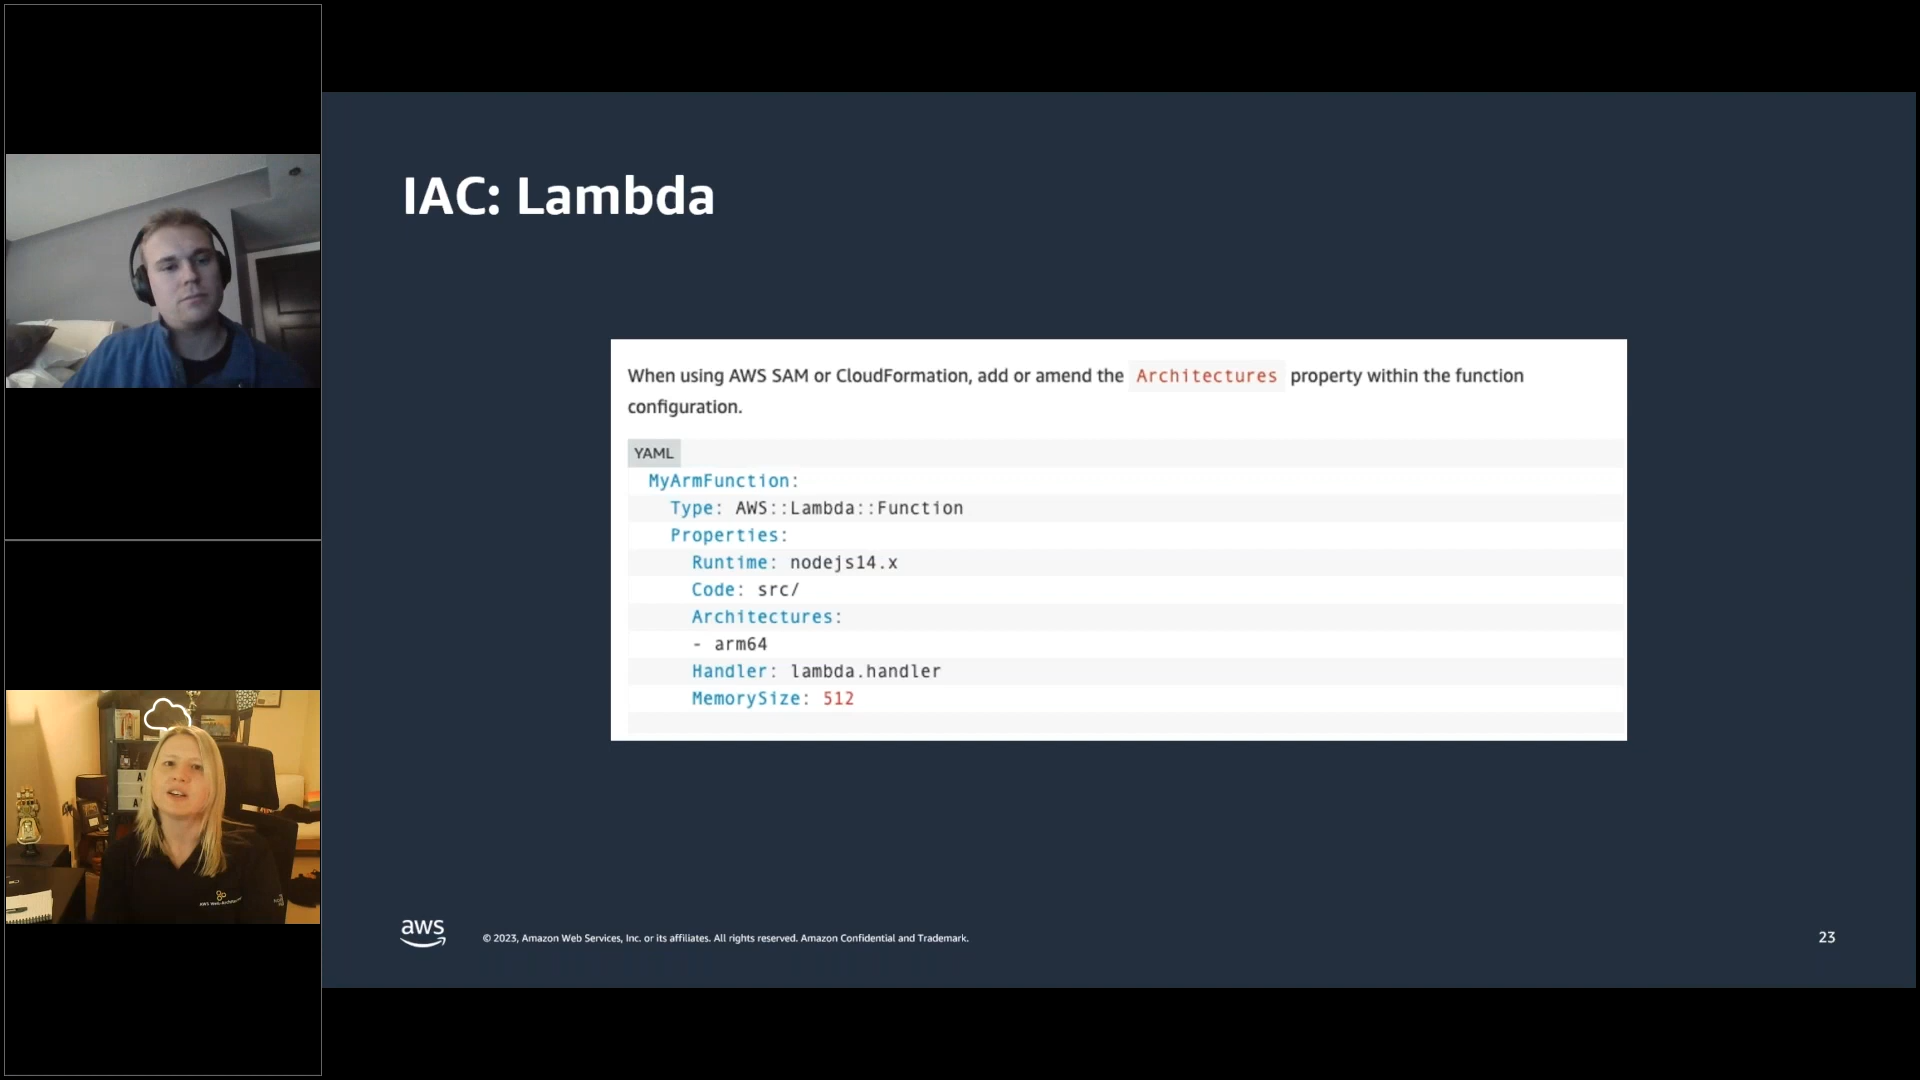 IAC: Lambda
When using AWS SAM or CloudFormation, add or amend the Architectures property within the function
configuration.
YAML
MyArmFunction:
Type: AWS::Lambda::Function
Properties:
Runtime: nodejs14.x
Code: src/
Architectures:
- arm64
Handler: lambda.handler
MemorySize: 512
aws
© 2023, Amazon Web Services, Inc. or its affiliates. All rights reserved. Amazon Confidential and Trademark.
23